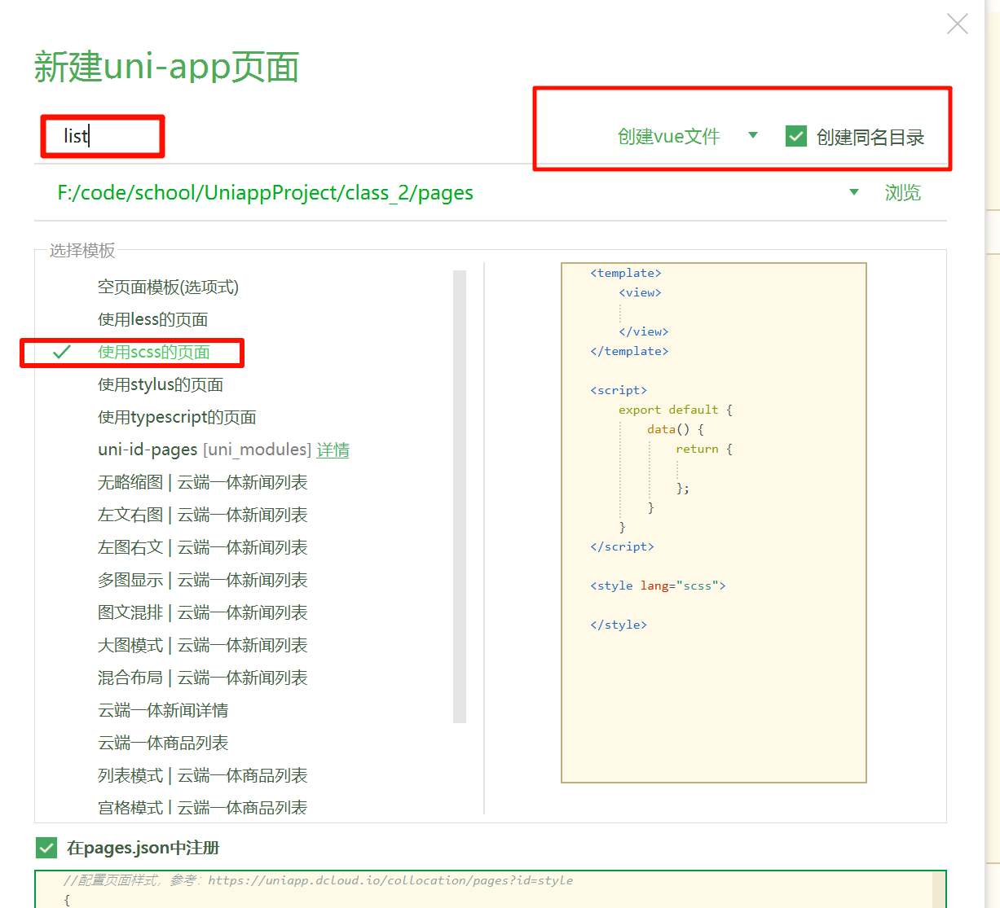 新建uni-app页面
list
创建vue文件
创建同名目录
F:/code/school/UniappProject/class_2/pages
浏览
选择模板
空页面模板(选项式)
使用less的页面
使用scss的页面
使用stylus的页面
使用typescript的页面
uni-id-pages [uni_modules] 详情
无略缩图 | 云端一体新闻列表
左文右图 | 云端一体新闻列表
左图右文 | 云端一体新闻列表
多图显示 | 云端一体新闻列表
图文混排 | 云端一体新闻列表
大图模式 | 云端一体新闻列表
混合布局 | 云端一体新闻列表
云端一体新闻详情
云端一体商品列表
列表模式 | 云端一体商品列表
宫格模式 | 云端一体商品列表
<template>
<view>
</view>
</template>
<script>
export default {
data() {
return {
};
}
}
</script>
<style lang="scss">
</style>
在pages.json中注册
//配置页面样式，参考：https://uniapp.dcloud.io/collocation/pages?id=style
{